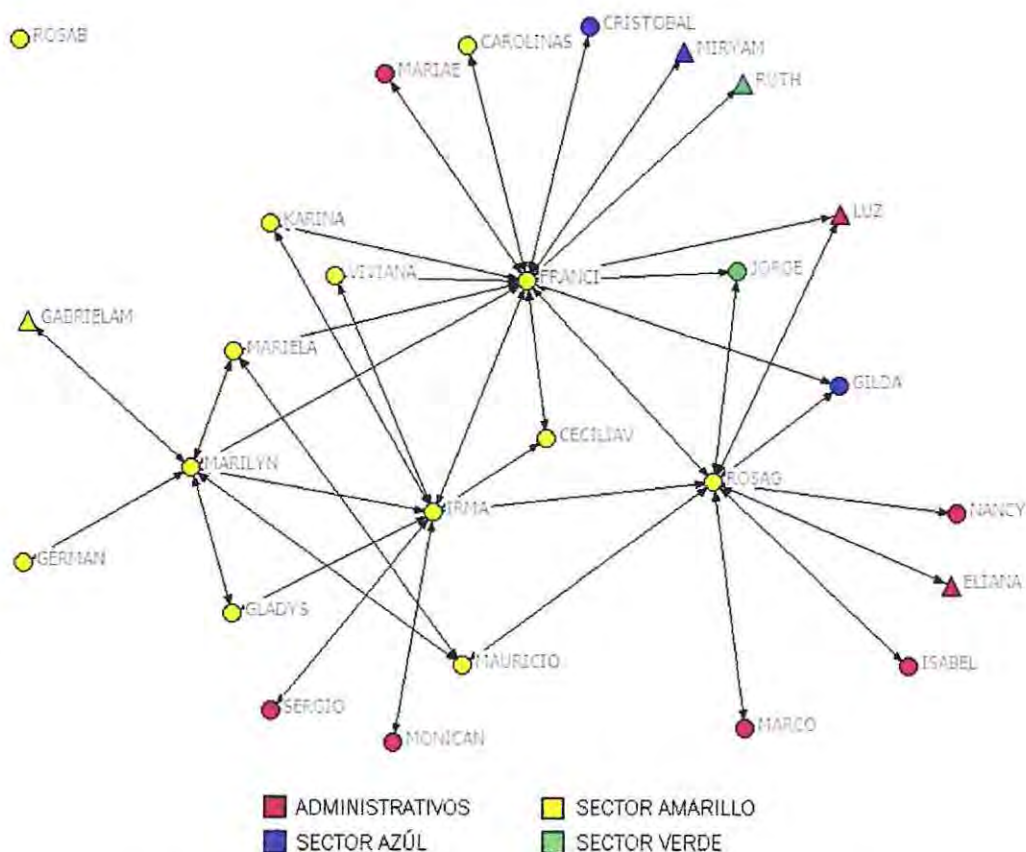 ROSAB
CRISTOBAL
CAROLINAS
MIRYAM
MARIAE
RUTH
LUZ
KARINA
JORGE
VIVIANA
FRANCI
GABRIELAM
MARIELA
GILDA
CECILIAV
MARILYN
ROSAG
IRMA
NANCY
GERMAN
ELIANA
GLADYS
MAURICIO
ISABEL
SERGIO
MARCO
MONICAN
ADMINISTRATIVOS
SECTOR AMARILLO
SECTOR AZÚL
SECTOR VERDE